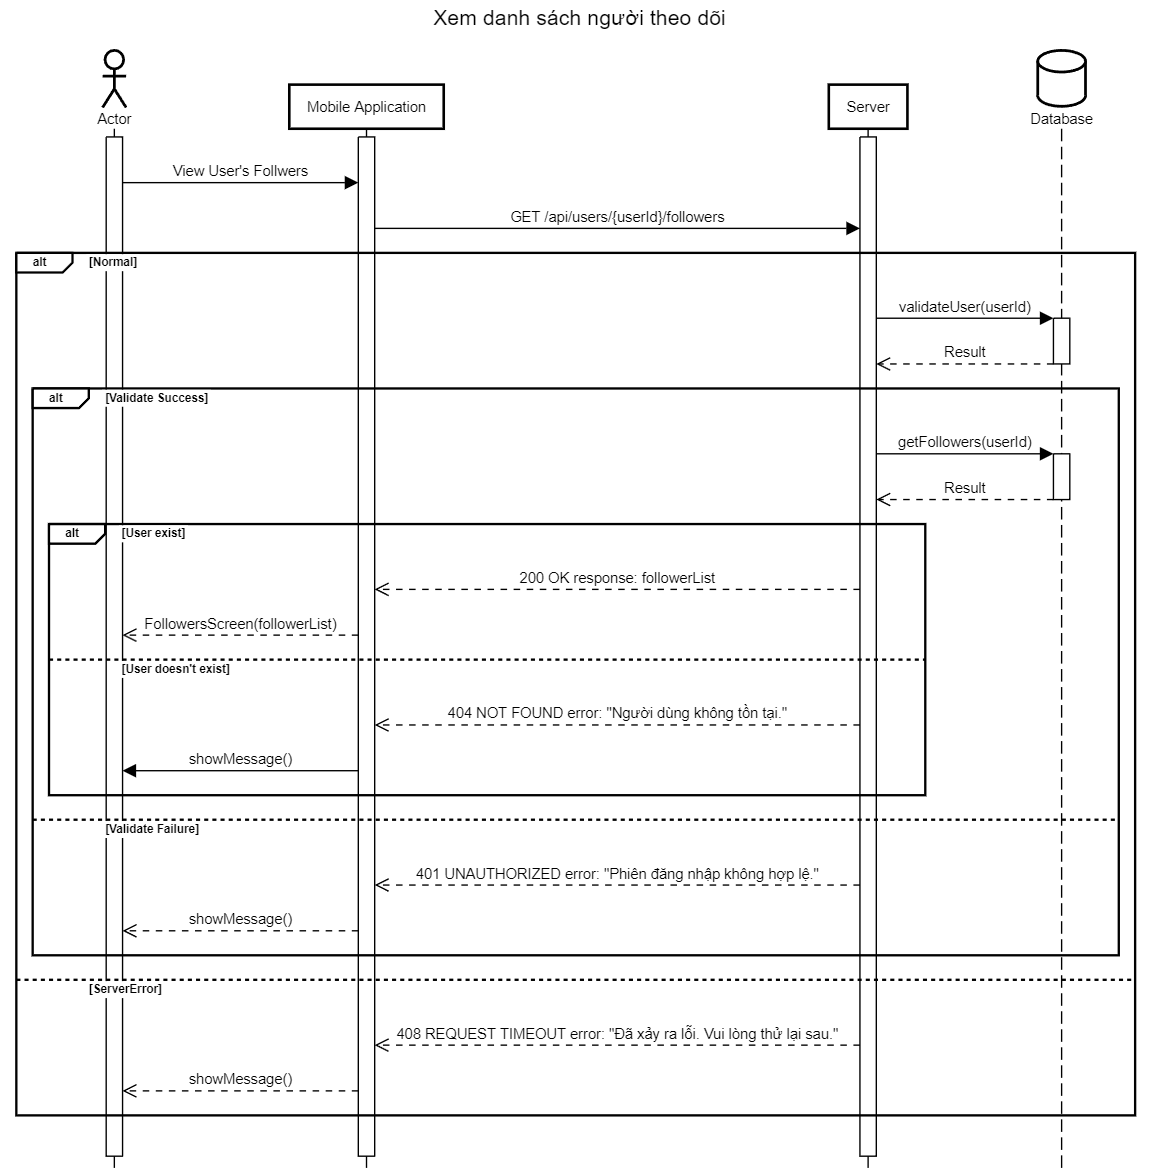 Xem danh sách người theo dõi
Actor
Mobile Application
Server
Database
View User's Follwers
GET /api/users/{userId}/followers
alt
[Normal]
validateUser(userId)
Result
alt
[Validate Success]
getFollowers(userId)
Result
alt
[User exist]
200 OK response: followerList
FollowersScreen(followerList)
[User doesn't exist]
404 NOT FOUND error: "Người dùng không tồn tại."
showMessage()
[Validate Failure]
401 UNAUTHORIZED error: "Phiên đăng nhập không hợp lệ."
showMessage()
[ServerError]
408 REQUEST TIMEOUT error: "Đã xảy ra lỗi. Vui lòng thử lại sau."
showMessage()